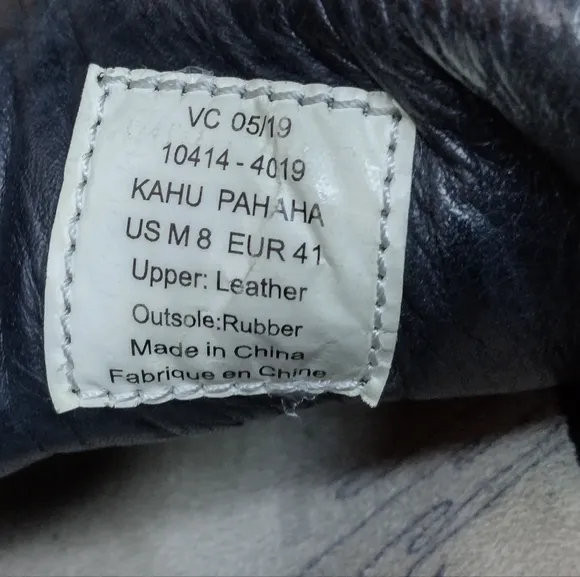 VC 05/19
10414-4019
KAHU PAHAHA
US M 8 EUR 41
Upper: Leather
Outsole:Rubber
Made in China
Fabrique en Chine